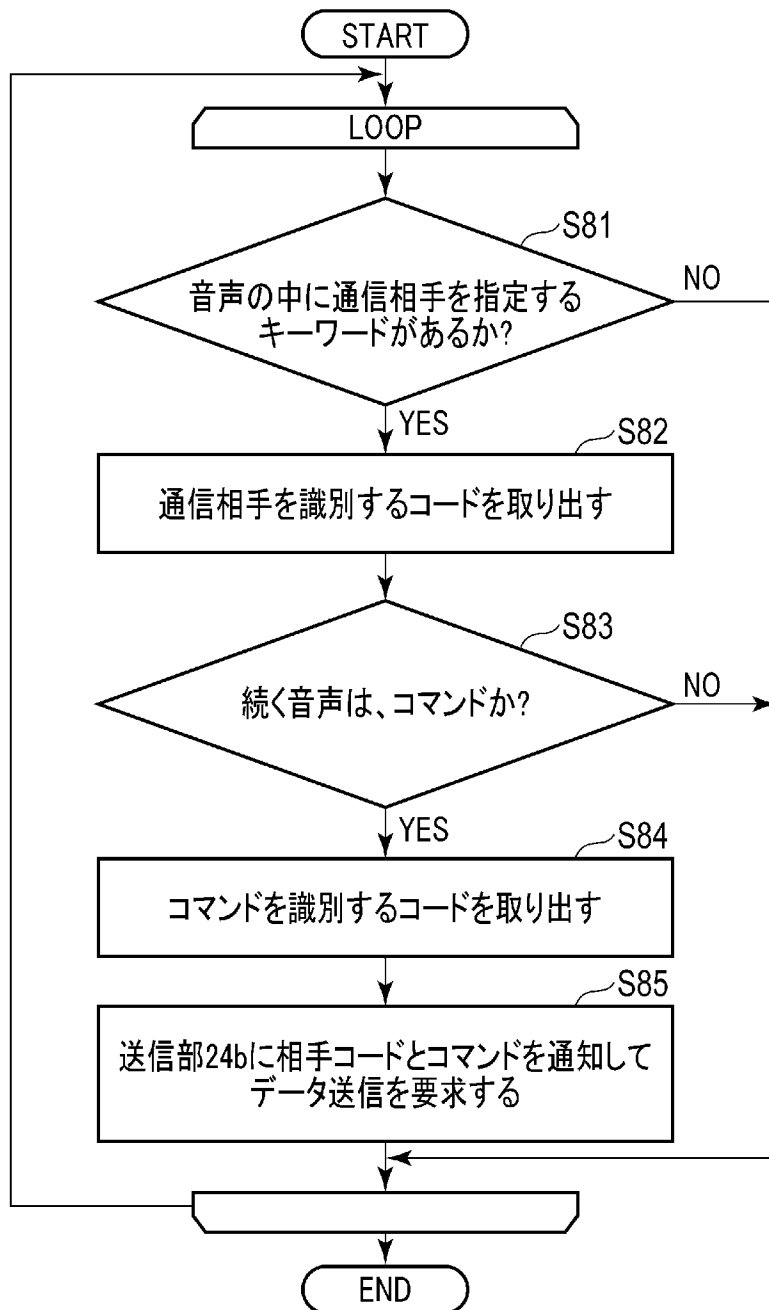 START
LOOP
S81
音声の中に通信相手を指定する
キーワードがあるか?
NO
YES
S82
通信相手を識別するコードを取り出す
S83
続く音声は、コマンドか?
NO
YES
S84
コマンドを識別するコードを取り出す
S85
送信部24bに相手コードとコマンドを通知して
データ送信を要求する
END